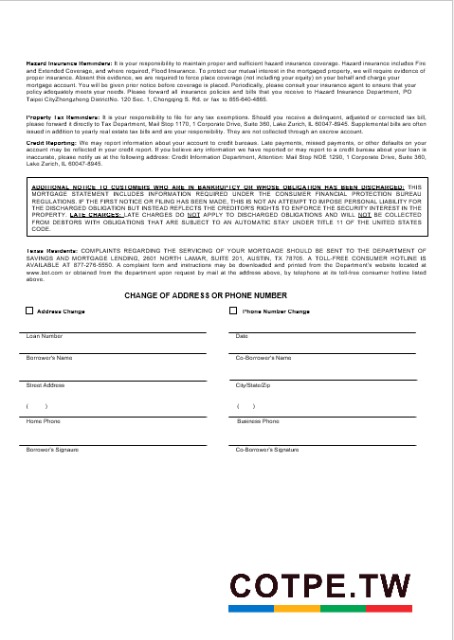 Hazard Insurance Reminders: It is your responsibility to maintain proper and sufficient hazard insurance coverage. Hazard insurance includes Fire
and Extended Coverage, and where required, Flood Insurance. To protect our mutual interest in the mortgaged property, we will require evidence of
proper insurance. Absent this evidence, we are required to force place coverage (not including your equity) on your behalf and charge your
mortgage account. You will be given prior notice before coverage is placed. Periodically, please consult your insurance agent to ensure that your
policy adequately meets your needs. Please forward all insurance policies and bills that you receive to Hazard Insurance Department, PO
Taipei CityZhongzheng DistrictNo. 120 Sec. 1, Chongqing S. Rd. or fax to 865-640-4865.
Property Tax Reminders: It is your responsibility to file for any tax exemptions. Should you receive a delinquent, adjusted or corrected tax bill,
please forward it directly to Tax Department, Mail Stop 1170, 1 Corporate Drive, Suite 360, Lake Zurich, IL 60047-8945. Supplemental bills are often
issued in addition to yearly real estate tax bills and are your responsibility. They are not collected through an escrow account.
Credit Reporting: We may report information about your account to credit bureaus. Late payments, missed payments, or other defaults on your
account may be reflected in your credit report. If you believe any information we have reported or may report to a credit bureau about your loan is
inaccurate, please notify us at the following address: Credit Information Department, Attention: Mail Stop NOE 1290, 1 Corporate Drive, Suite 360,
Lake Zurich, IL 60047-8945.
ADDITIONAL NOTICE TO CUSTOMERS WHO ARE IN BANKRUPTCY OR WHOSE OBLIGATION HAS BEEN DISCHARGED: THIS
MORTGAGE STATEMENT INCLUDES INFORMATION REQUIRED UNDER THE CONSUMER FINANCIAL PROTECTION BUREAU
REGULATIONS. IF THE FIRST NOTICE OR FILING HAS BEEN MADE, THIS IS NOT AN ATTEMPT TO IMPOSE PERSONAL LIABILITY FOR
THE DISCHARGED OBLIGATION BUT INSTEAD REFLECTS THE CREDITOR'S RIGHTS TO ENFORCE THE SECURITY INTEREST IN THE
PROPERTY. LATE CHARGES: LATE CHARGES DO NOT APPLY TO DISCHARGED OBLIGATIONS AND WILL NOT BE COLLECTED
FROM DEBTORS WITH OBLIGATIONS THAT ARE SUBJECT TO AN AUTOMATIC STAY UNDER TITLE 11 OF THE UNITED STATES
CODE.
Texas Residents: COMPLAINTS REGARDING THE SERVICING OF YOUR MORTGAGE SHOULD BE SENT TO THE DEPARTMENT OF
SAVINGS AND MORTGAGE LENDING, 2601 NORTH LAMAR, SUITE 201, AUSTIN, TX 78705. A TOLL-FREE CONSUMER HOTLINE IS
AVAILABLE AT 877-276-5550. A complaint form and instructions may be downloaded and printed from the Department's website located at
www.bot.com or obtained from the department upon request by mail at the address above, by telephone at its toll-free consumer hotline listed
above.
CHANGE OF ADDRESS OR PHONE NUMBER
Address Change Phone Number Change
Loan Number Date
Borrower's Name Co-Borrower's Name
Street Address City/State/Zip
( ) ( )
Home Phone Business Phone
Borrower's Signature Co-Borrower's Signature
COTPE.TW